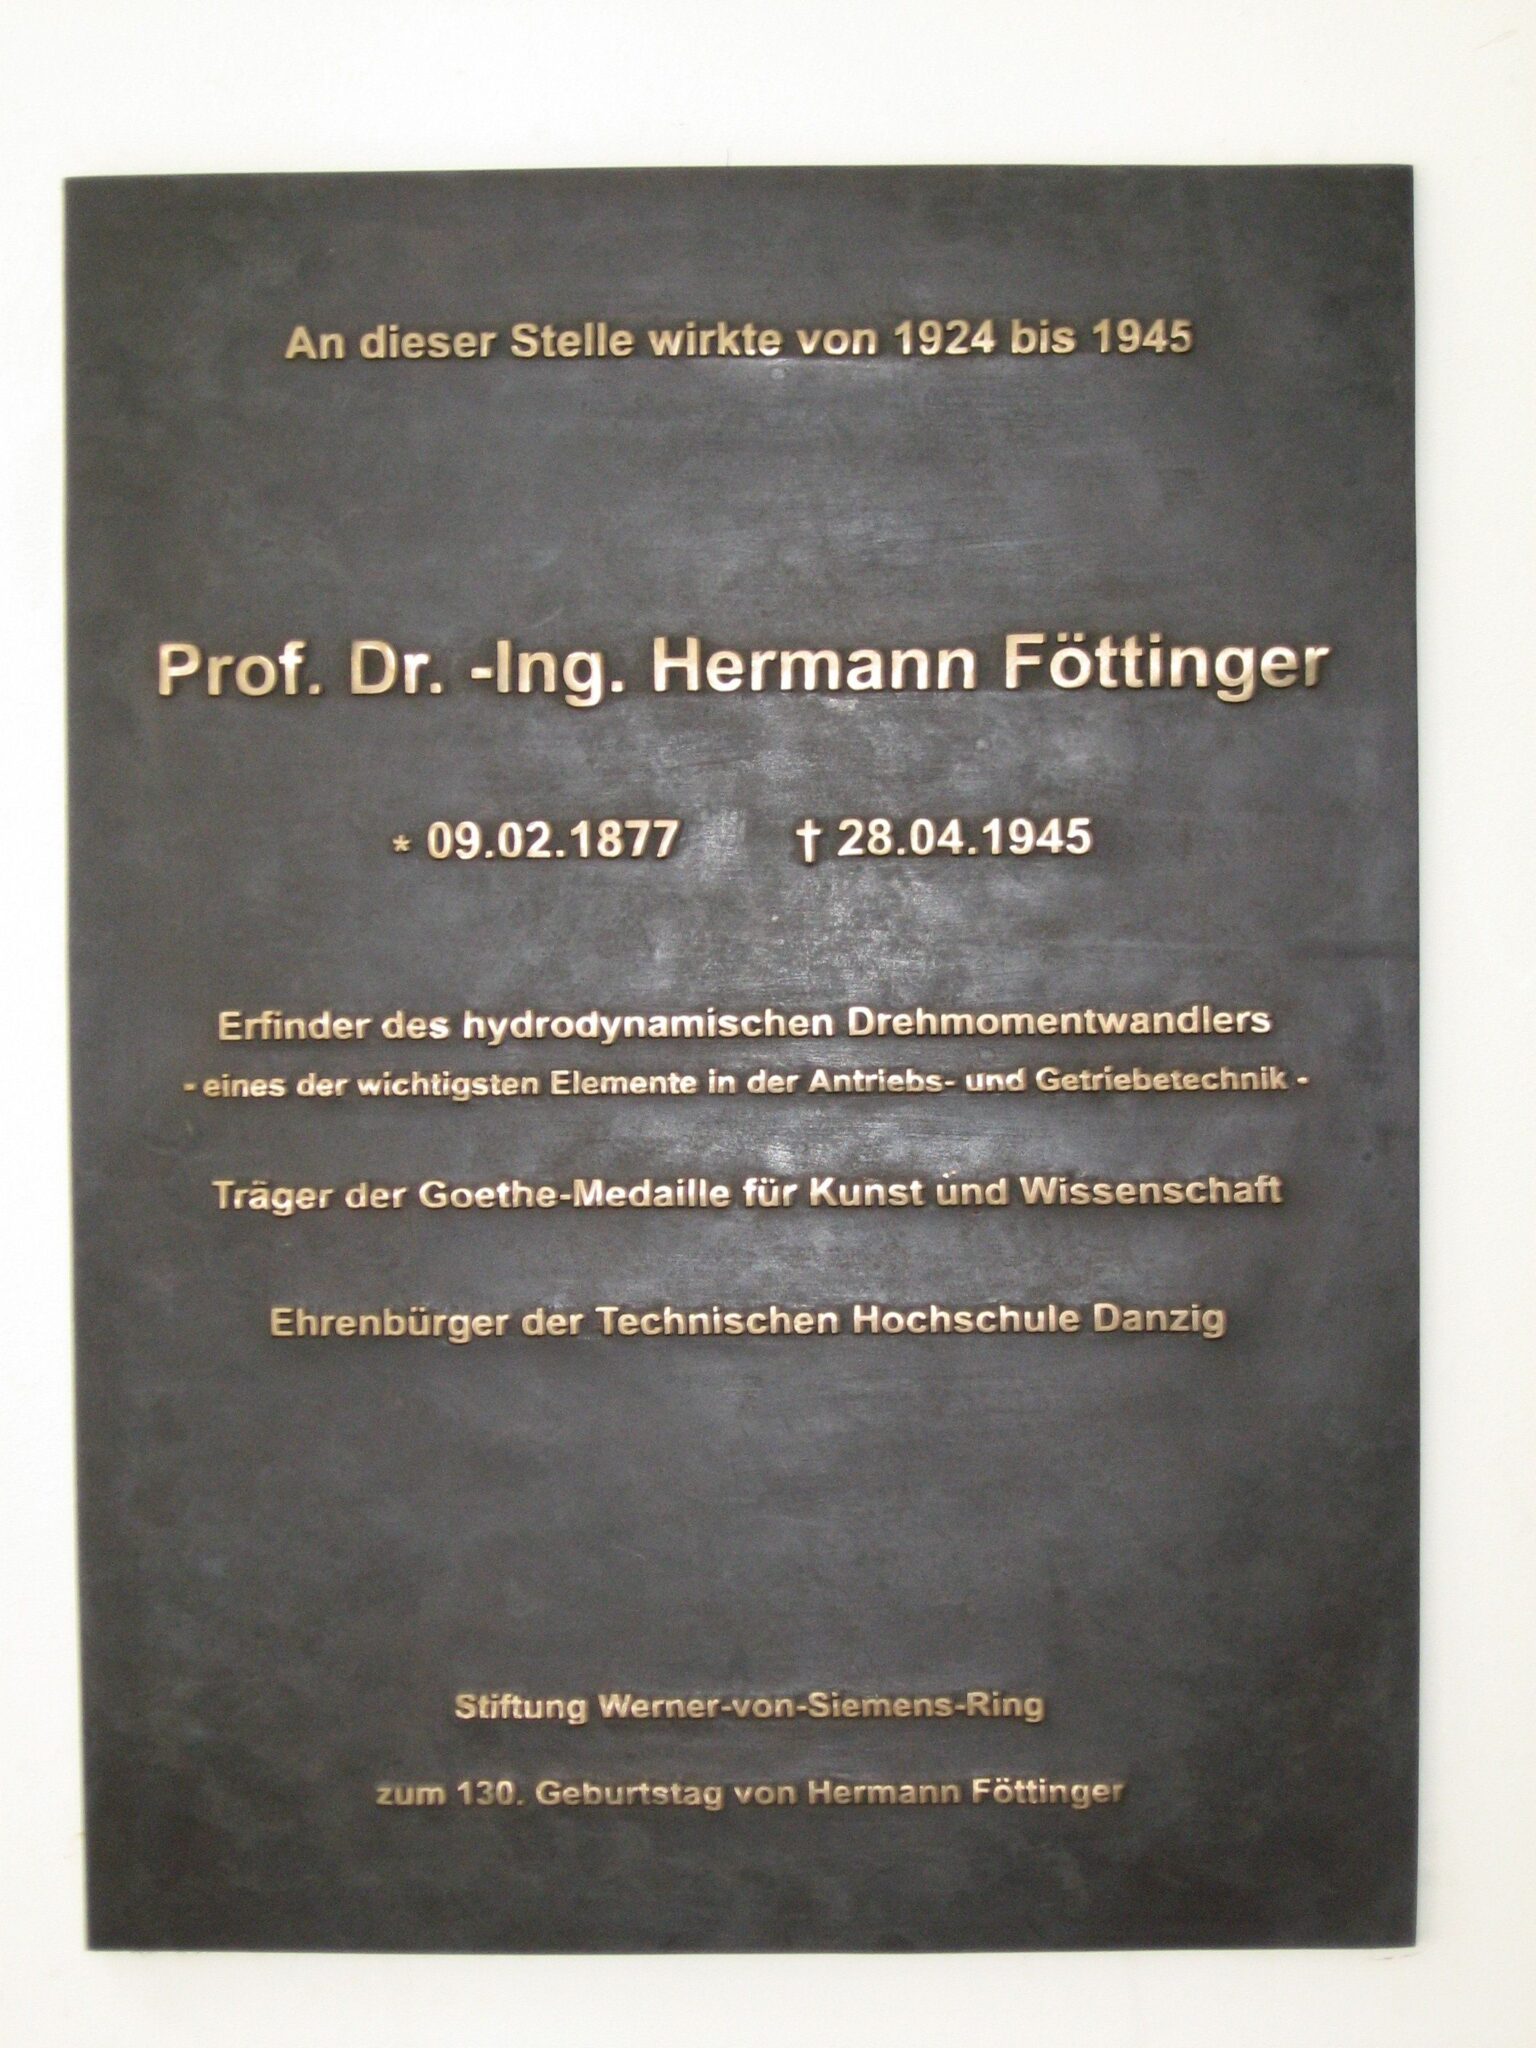 An dieser Stelle wirkte von 1924 bis 1945
Prof. Dr. -Ing. Hermann Föttinger
* 09.02.1877 † 28.04.1945
Erfinder des hydrodynamischen Drehmomentwandlers
- eines der wichtigsten Elemente in der Antriebs- und Getriebetechnik -
Träger der Goethe-Medaille für Kunst und Wissenschaft
Ehrenbürger der Technischen Hochschule Danzig
Stiftung Werner-von-Siemens-Ring
zum 130. Geburtstag von Hermann Föttinger